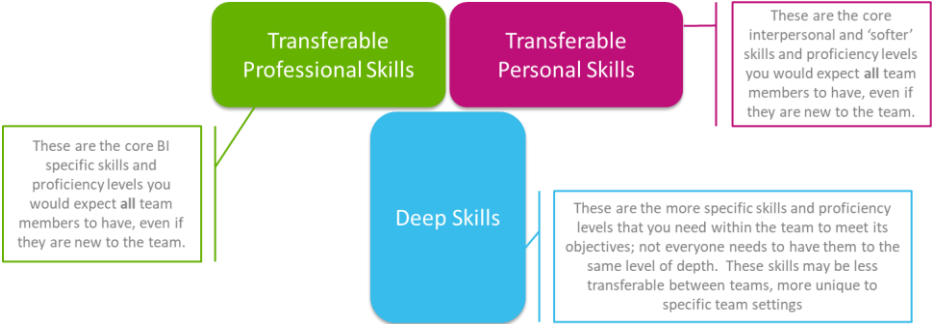 Transferable
Professional Skills
Transferable
Personal Skills
These are the core
interpersonal and ‘softer’
skills and proficiency levels
you would expect all team
members to have, even if
they are new to the team.
These are the core BI
specific skills and
proficiency levels you
would expect all team
members to have, even if
they are new to the team.
Deep Skills
These are the more specific skills and proficiency
levels that you need within the team to meet its
objectives; not everyone needs to have them to the
same level of depth.  These skills may be less
transferable between teams, more unique to
specific team settings